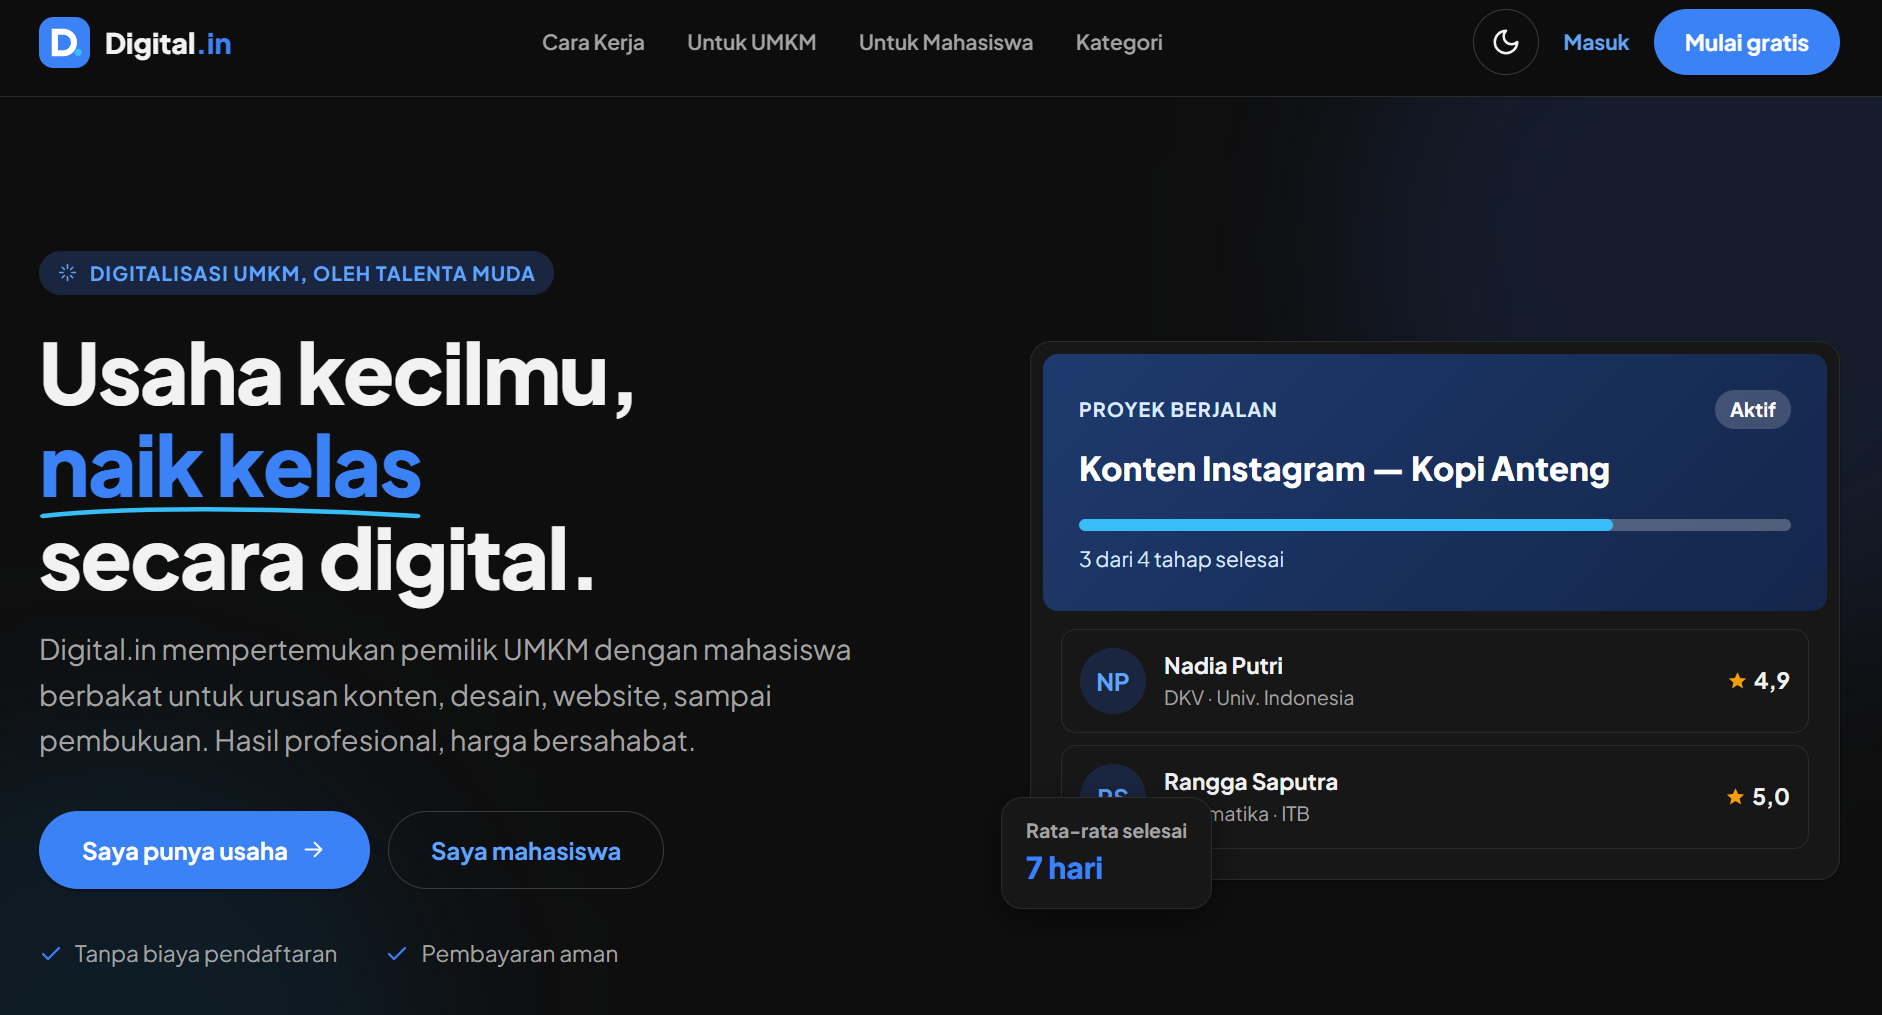 D.
Digital.in
Cara Kerja
Untuk UMKM
Untuk Mahasiswa
Kategori
Masuk
Mulai gratis
DIGITALISASI UMKM, OLEH TALENTA MUDA
Usaha kecilmu,
naik kelas
secara digital.
Digital.in mempertemukan pemilik UMKM dengan mahasiswa
berbakat untuk urusan konten, desain, website, sampai
pembukuan. Hasil profesional, harga bersahabat.
Saya punya usaha →
Saya mahasiswa
Tanpa biaya pendaftaran
Pembayaran aman
PROYEK BERJALAN
Aktif
Konten Instagram — Kopi Anteng
3 dari 4 tahap selesai
NP
Nadia Putri
DKV · Univ. Indonesia
★ 4,9
Rangga Saputra
· ITB
★ 5,0
Rata-rata selesai
7 hari